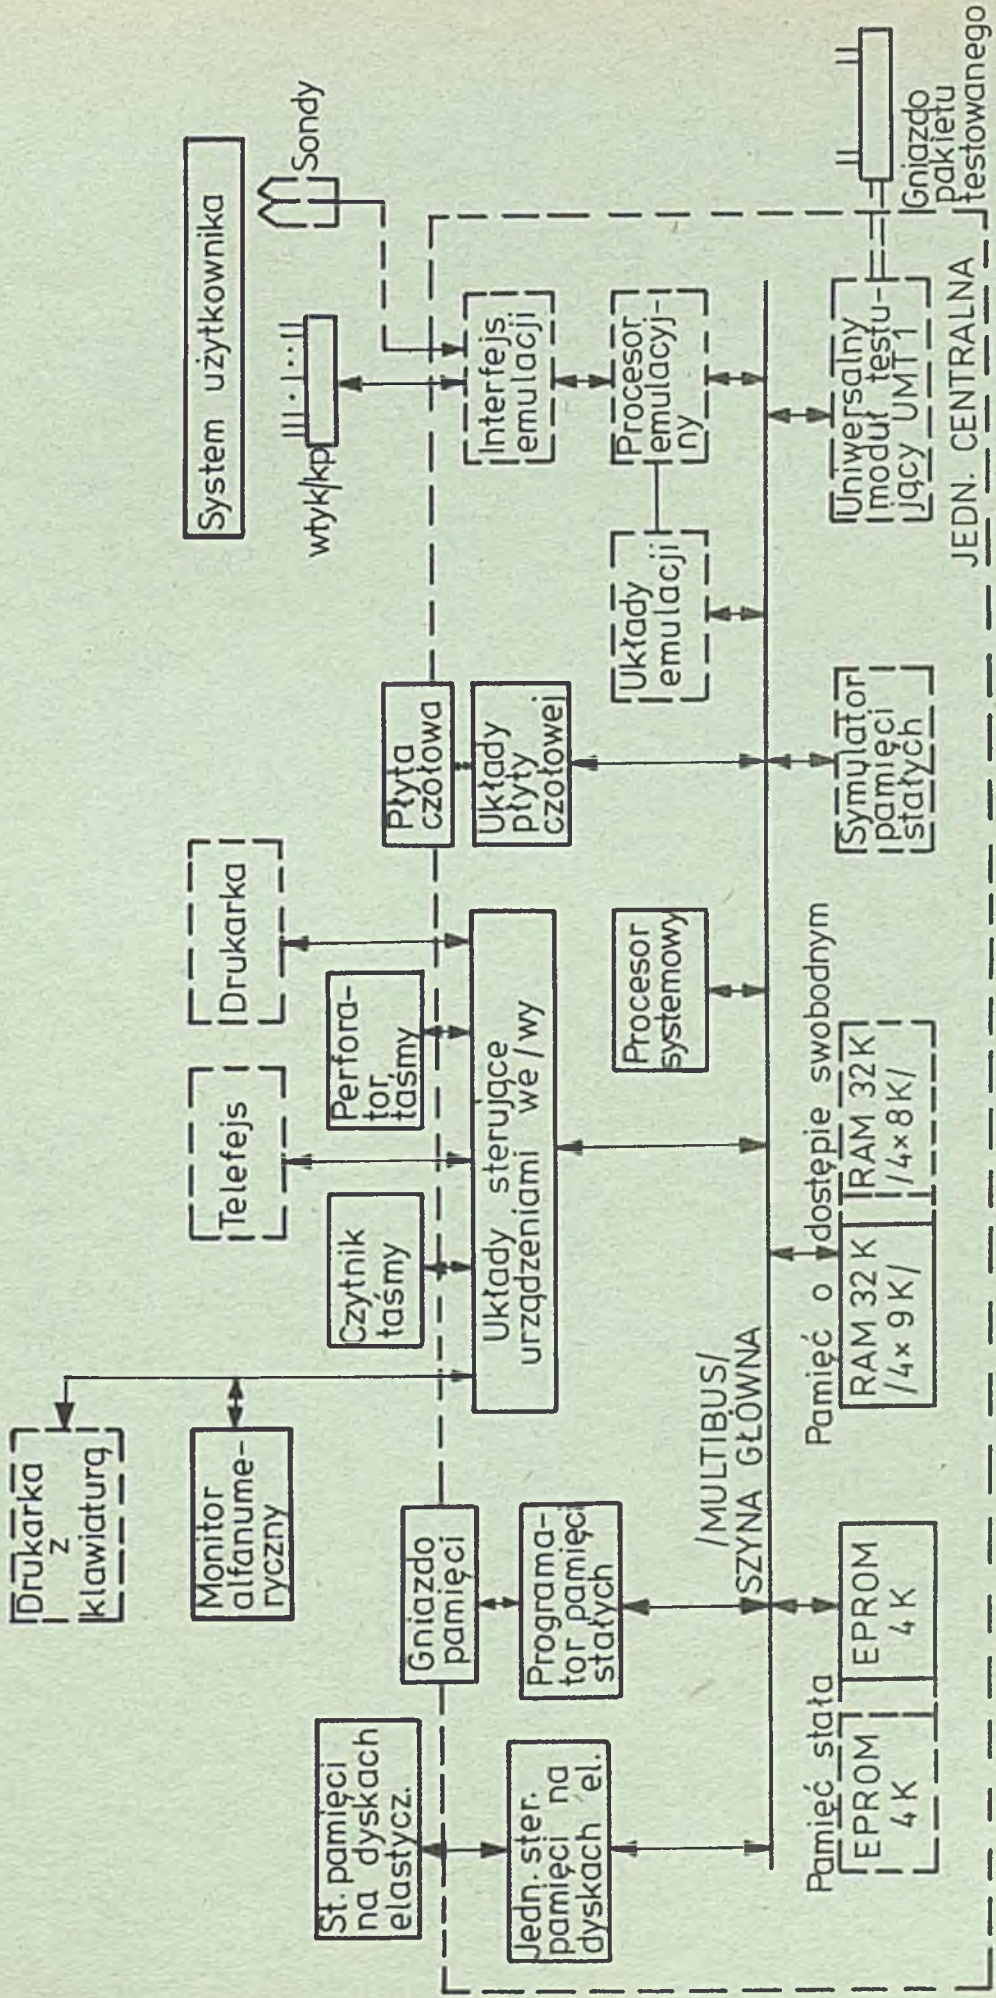 Drukarka
z
klawiaturą
Monitor
alfanume-
ryczny
St. pamięci
na dyskach
elastycz.
Gniazdo
pamięci
Jedn. ster.
pamięci na
dyskach el.
Programa-
tor pamięci
stałych
Telefejs
Drukarka
Czytnik
taśmy
Perfora-
tor
taśmy
Układy sterujące
urządzeniami we/wy
Płyta
czołowa
Układy
płyty
czołowej
System użytkownika
wtyk/kp
Sondy
Interfejs
emulacji
Układy
emulacji
Procesor
emulacyj-
ny
Procesor
systemowy
/MULTIBUS/
SZYNA GŁÓWNA
Pamięć stała
EPROM
4K
EPROM
4K
Pamięć o dostępie swobodnym
RAM 32K
/4×9K/
RAM 32K
/4×8K/
Symulator
pamięci
stałych
Uniwersalny
moduł testu-
jący UMT1
JEDN. CENTRALNA
Gniazdo
pakietu
testowanego